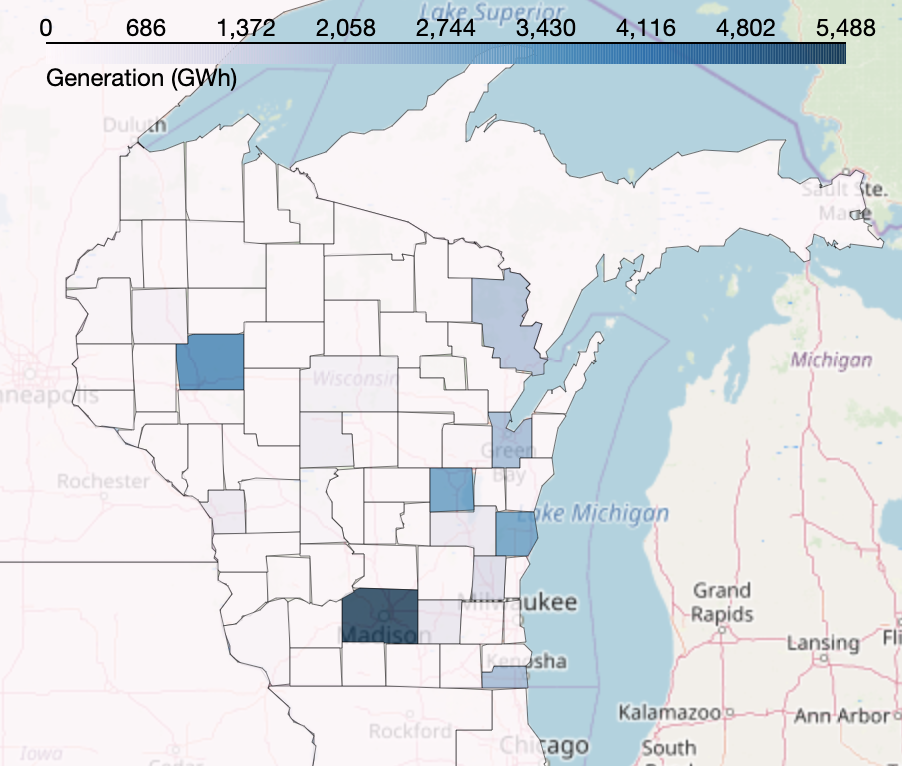 Lake Superior
0 686 1,372 2,058 2,744 3,430 4,116 4,802 5,488
Generation (GWh)
Duluth
Sault Ste.
Marie
Michigan
Wisconsin
nneapolis
Green
Bay
Rochester
Lake Michigan
Grand
Rapids
Milwaukee
Madison
Lansing
Fli
Kenosha
Kalamazoo
Ann Arbor
Rockford
Iowa
Chicago
South